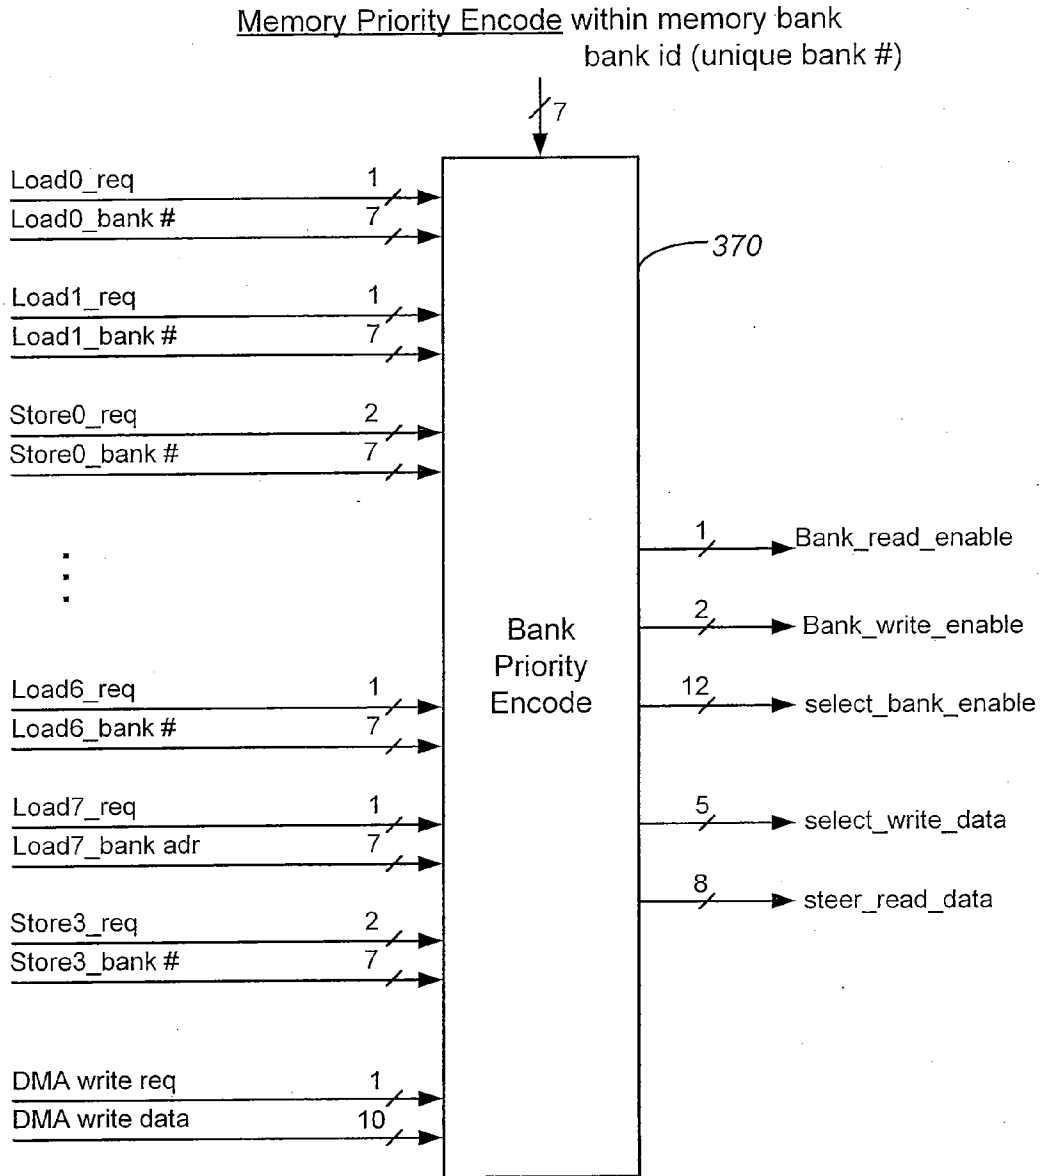 Memory Priority Encode within memory bank
bank id (unique bank #)
7
Load0_req 1
Load0_bank # 7
370
Load1_req 1
Load1_bank # 7
Store0_req 2
Store0_bank # 7
1 Bank_read_enable
2 Bank_write_enable
Bank
Priority
Encode
Load6_req 1
Load6_bank # 7
12 select_bank_enable
Load7_req 1
Load7_bank adr 7
5 select_write_data
8 steer_read_data
Store3_req 2
Store3_bank # 7
DMA write req 1
DMA write data 10